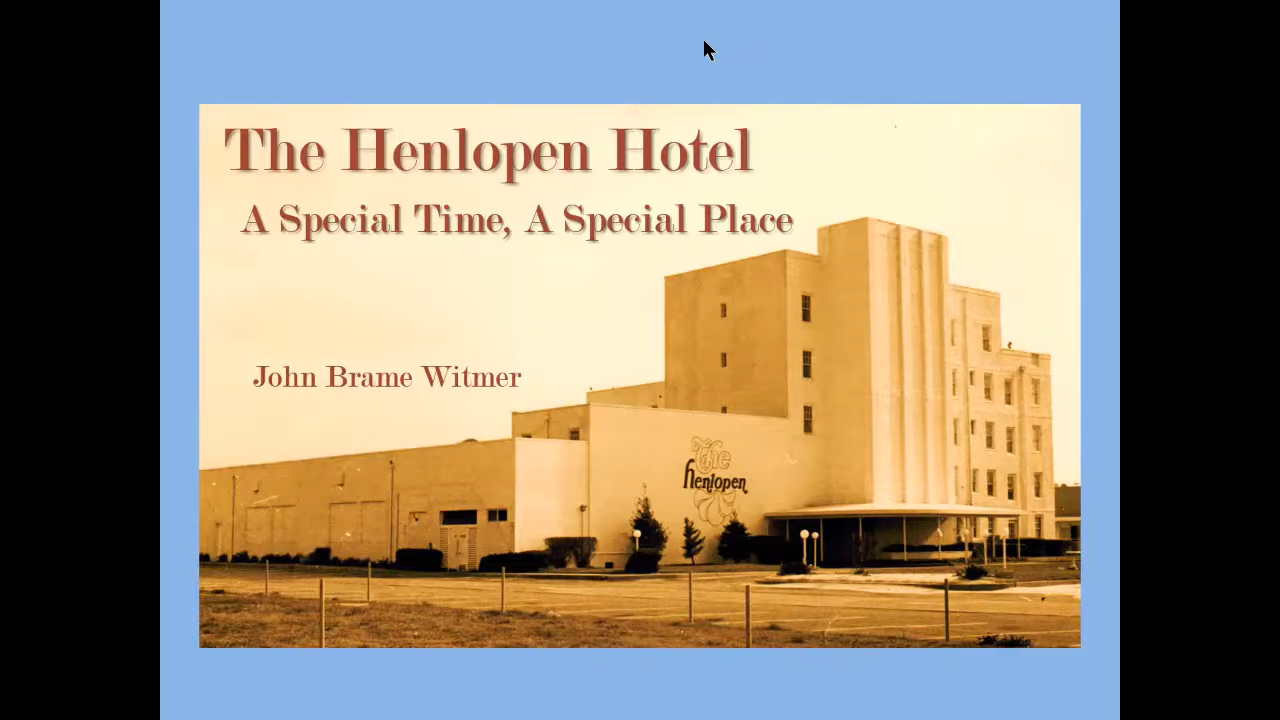 The Henlopen Hotel
A Special Time, A Special Place
John Brame Witmer
The
Henlopen